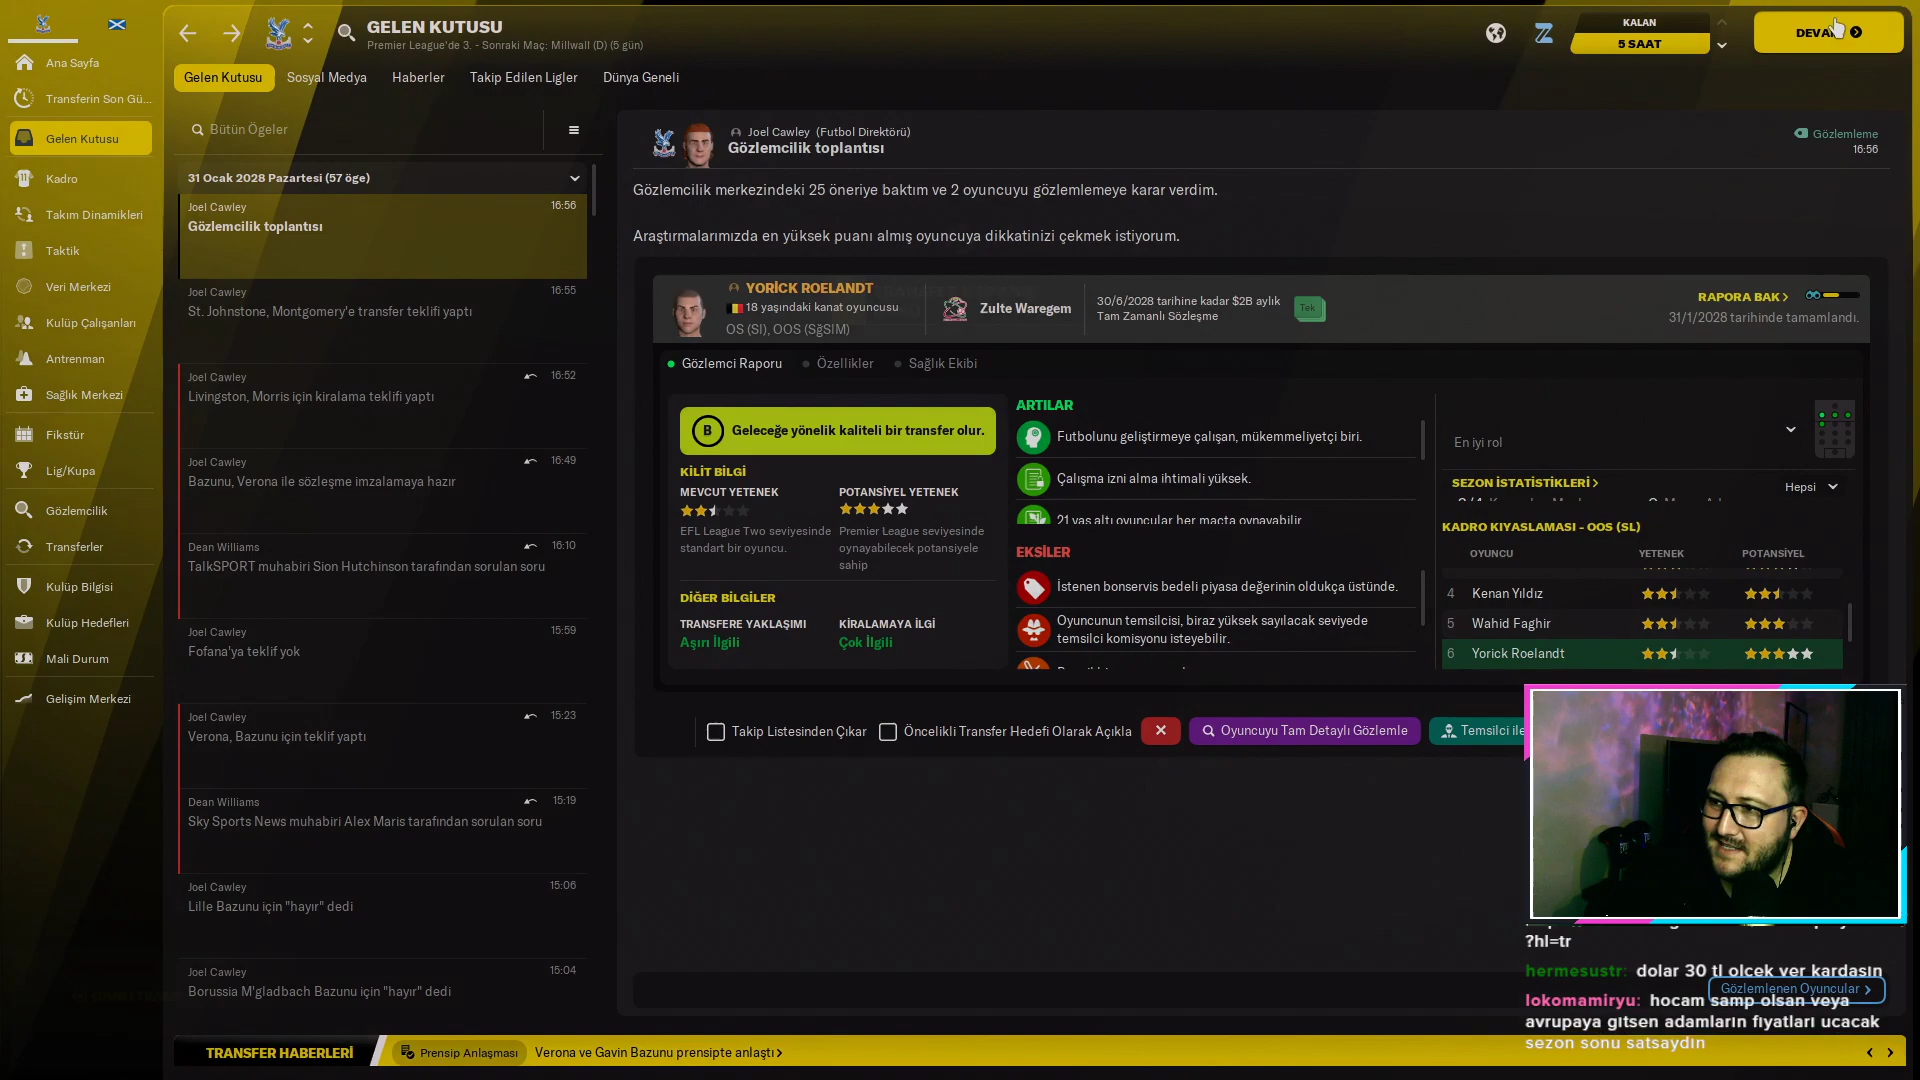 GELEN KUTUSU
Premier League'de 3. - Sonraki Maç: Millwall (D) (5 gün)
KALAN
5 SAAT
Gelen Kutusu
Sosyal Medya
Haberler
Takip Edilen Ligler
Dünya Geneli
Ana Sayfa
Transferin Son Gü...
Gelen Kutusu
Kadro
Takım Dinamikleri
Taktik
Veri Merkezi
Kulüp Çalışanları
Antrenman
Sağlık Merkezi
Fikstür
Lig/Kupa
Gözlemcilik
Transferler
Kulüp Bilgisi
Kulüp Hedefleri
Mali Durum
Gelişim Merkezi
Bütün Ögeler
31 Ocak 2028 Pazartesi (57 öge)
Joel Cawley 16:56
Gözlemcilik toplantısı
Joel Cawley 16:55
St. Johnstone, Montgomery'e transfer teklifi yaptı
Joel Cawley 16:52
Livingston, Morris için kiralama teklifi yaptı
Joel Cawley 16:49
Bazunu, Verona ile sözleşme imzalamaya hazır
Dean Williams 16:10
TalkSPORT muhabiri Sion Hutchinson tarafından sorulan soru
Joel Cawley 15:59
Fofana'ya teklif yok
Joel Cawley 15:23
Verona, Bazunu için teklif yaptı
Dean Williams 15:19
Sky Sports News muhabiri Alex Maris tarafından sorulan soru
Joel Cawley 15:06
Lille Bazunu için "hayır" dedi
Joel Cawley 15:04
Borussia M'gladbach Bazunu için "hayır" dedi
Joel Cawley (Futbol Direktörü)
Gözlemcilik toplantısı
Gözlemleme
16:56
Gözlemcilik merkezindeki 25 öneriye baktım ve 2 oyuncuyu gözlemlemeye karar verdim.
Araştırmalarımızda en yüksek puanı almış oyuncuya dikkatinizi çekmek istiyorum.
YORİCK ROELANDT
18 yaşındaki kanat oyuncusu
OS (Sl), OOS (SğSlM)
Zulte Waregem
30/6/2028 tarihine kadar $2B aylık
Tam Zamanlı Sözleşme
Tek
RAPORA BAK >
31/1/2028 tarihinde tamamlandı.
Gözlemci Raporu
Özellikler
Sağlık Ekibi
B Geleceğe yönelik kaliteli bir transfer olur.
KİLİT BİLGİ
MEVCUT YETENEK
EFL League Two seviyesinde
standart bir oyuncu.
POTANSİYEL YETENEK
Premier League seviyesinde
oynayabilecek potansiyele
sahip
DİĞER BİLGİLER
TRANSFERE YAKLAŞIMI
Aşırı İlgili
KİRALAMAYA İLGİ
Çok İlgili
ARTILAR
Futbolunu geliştirmeye çalışan, mükemmeliyetçi biri.
Çalışma izni alma ihtimali yüksek.
21 yaş altı oyuncular her maçta oynayabilir
EKSİLER
İstenen bonservis bedeli piyasa değerinin oldukça üstünde.
Oyuncunun temsilcisi, biraz yüksek sayılacak seviyede
temsilci komisyonu isteyebilir.
En iyi rol
SEZON İSTATİSTİKLERİ >
Hepsi
KADRO KIYASLAMASI - OOS (SL)
OYUNCU YETENEK POTANSİYEL
4 Kenan Yıldız
5 Wahid Faghir
6 Yorick Roelandt
Takip Listesinden Çıkar
Öncelikli Transfer Hedefi Olarak Açıkla
Oyuncuyu Tam Detaylı Gözlemle
Temsilci ile
?hl=tr
hermesustr: dolar 30 tl olcek ver kardasın
Gözlemlenen Oyuncular >
lokomamiryu: hocam samp olsan veya
avrupaya gitsen adamların fiyatları ucacak
sezon sonu satsaydın
TRANSFER HABERLERİ
Prensip Anlaşması
Verona ve Gavin Bazunu prensipte anlaştı >